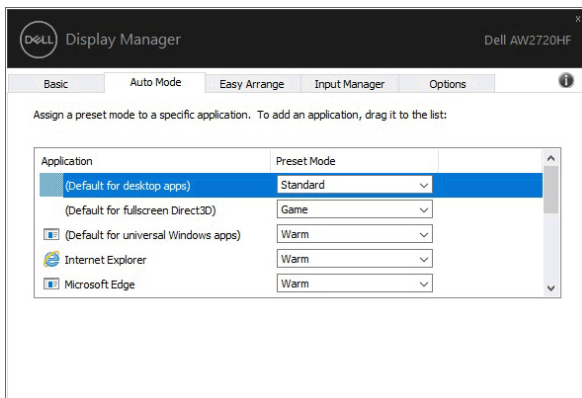 DELL Display Manager Dell AW2720HF
Basic Auto Mode Easy Arrange Input Manager Options
Assign a preset mode to a specific application. To add an application, drag it to the list:
Application Preset Mode
(Default for desktop apps) Standard
(Default for fullscreen Direct3D) Game
(Default for universal Windows apps) Warm
Internet Explorer Warm
Microsoft Edge Warm